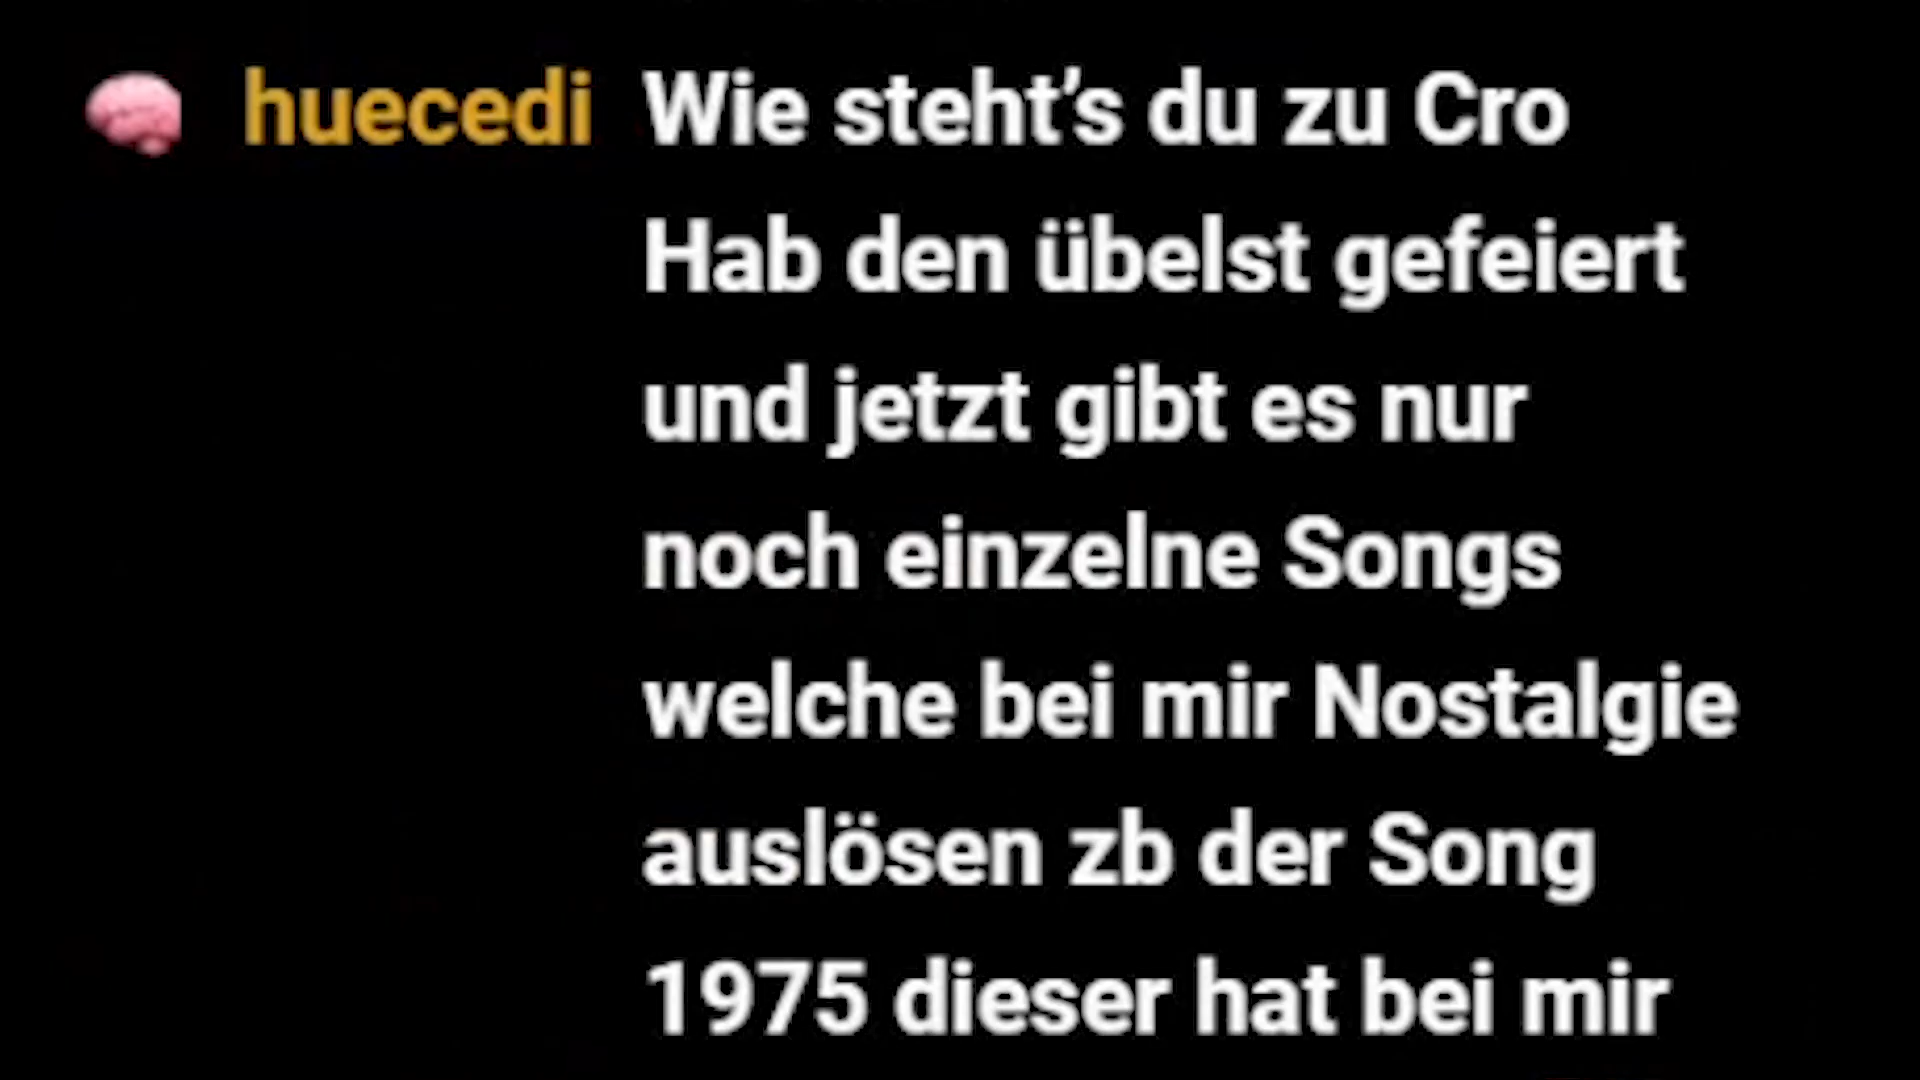 huecedi Wie steht’s du zu Cro
Hab den übelst gefeiert
und jetzt gibt es nur
noch einzelne Songs
welche bei mir Nostalgie
auslösen zb der Song
1975 dieser hat bei mir